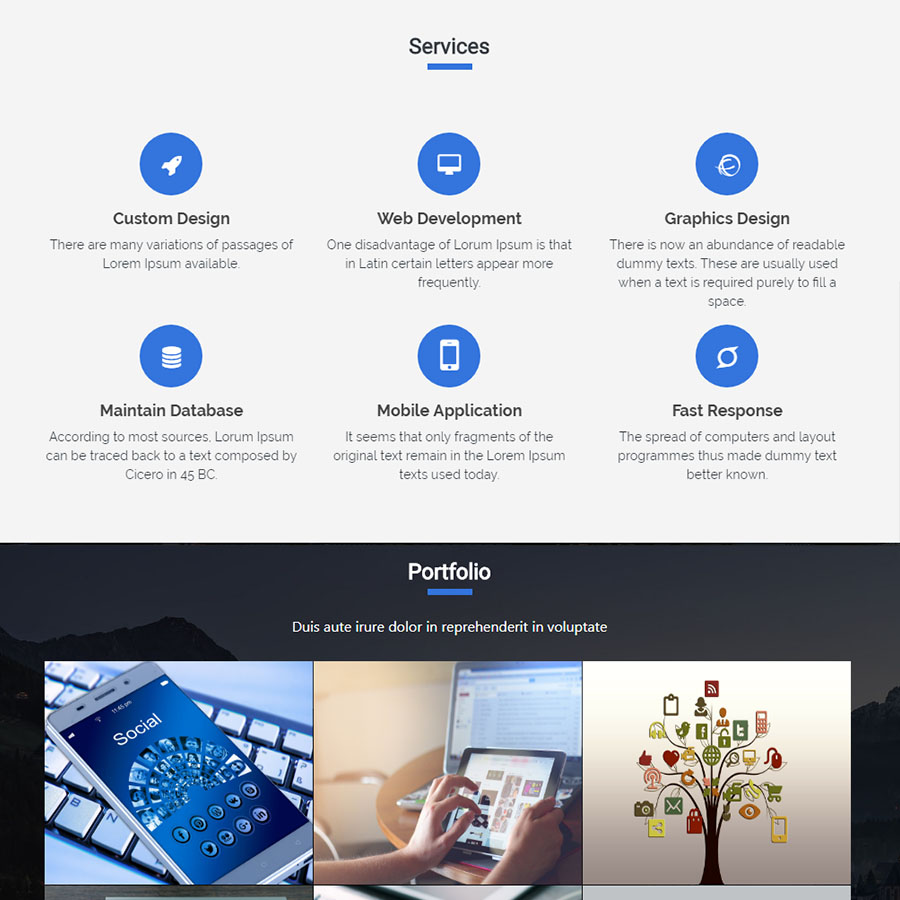 Services
Custom Design
There are many variations of passages of
Lorem Ipsum available.
Web Development
One disadvantage of Lorum Ipsum is that
in Latin certain letters appear more
frequently.
Graphics Design
There is now an abundance of readable
dummy texts. These are usually used
when a text is required purely to fill a
space.
Maintain Database
According to most sources, Lorum Ipsum
can be traced back to a text composed by
Cicero in 45 BC.
Mobile Application
It seems that only fragments of the
original text remain in the Lorem Ipsum
texts used today.
Fast Response
The spread of computers and layout
programmes thus made dummy text
better known.
Portfolio
Duis aute irure dolor in reprehenderit in voluptate
11:45 pm
Social